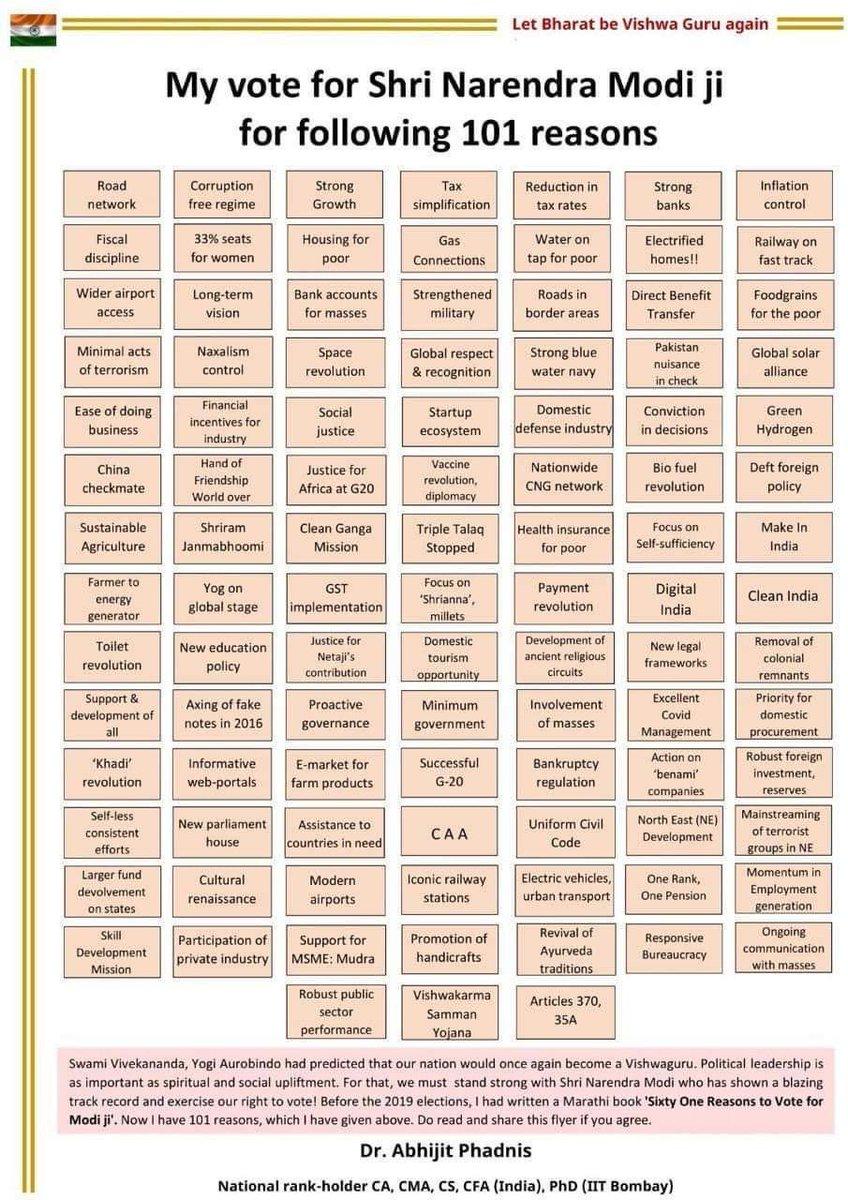 Let Bharat be Vishwa Guru again
My vote for Shri Narendra Modi ji
for following 101 reasons
Road
network
Corruption
free regime
Strong
Growth
Tax
simplification
Reduction in
tax rates
Strong
banks
Inflation
control
Fiscal
discipline
33% seats
for women
Housing for
poor
Gas
Connections
Water on
tap for poor
Electrified
homes!!
Railway on
fast track
Wider airport
access
Long-term
vision
Bank accounts
for masses
Strengthened
military
Roads in
border areas
Direct Benefit
Transfer
Foodgrains
for the poor
Minimal acts
of terrorism
Naxalism
control
Space
revolution
Global respect
& recognition
Strong blue
water navy
Pakistan
nuisance
in check
Global solar
alliance
Ease of doing
business
Financial
incentives for
industry
Social
justice
Startup
ecosystem
Domestic
defense industry
Conviction
in decisions
Green
Hydrogen
China
checkmate
Hand of
Friendship
World over
Justice for
Africa at G20
Vaccine
revolution,
diplomacy
Nationwide
CNG network
Bio fuel
revolution
Deft foreign
policy
Sustainable
Agriculture
Shriram
Janmabhoomi
Clean Ganga
Mission
Triple Talaq
Stopped
Health insurance
for poor
Focus on
Self-sufficiency
Make In
India
Farmer to
energy
generator
Yog on
global stage
GST
implementation
Focus on
‘Shrianna’,
millets
Payment
revolution
Digital
India
Clean India
Toilet
revolution
New education
policy
Justice for
Netaji’s
contribution
Domestic
tourism
opportunity
Development of
ancient religious
circuits
New legal
frameworks
Removal of
colonial
remnants
Support &
development of
all
Axing of fake
notes in 2016
Proactive
governance
Minimum
government
Involvement
of masses
Excellent
Covid
Management
Priority for
domestic
procurement
‘Khadi’
revolution
Informative
web-portals
E-market for
farm products
Successful
G-20
Bankruptcy
regulation
Action on
‘benami’
companies
Robust foreign
investment,
reserves
Self-less
consistent
efforts
New parliament
house
Assistance to
countries in need
C A A
Uniform Civil
Code
North East (NE)
Development
Mainstreaming
of terrorist
groups in NE
Larger fund
devolvement
on states
Cultural
renaissance
Modern
airports
Iconic railway
stations
Electric vehicles,
urban transport
One Rank,
One Pension
Momentum in
Employment
generation
Skill
Development
Mission
Participation of
private industry
Support for
MSME: Mudra
Promotion of
handicrafts
Revival of
Ayurveda
traditions
Responsive
Bureaucracy
Ongoing
communication
with masses
Robust public
sector
performance
Vishwakarma
Samman
Yojana
Articles 370,
35A
Swami Vivekananda, Yogi Aurobindo had predicted that our nation would once again become a Vishwaguru. Political leadership is
as important as spiritual and social upliftment. For that, we must stand strong with Shri Narendra Modi who has shown a blazing
track record and exercise our right to vote! Before the 2019 elections, I had written a Marathi book 'Sixty One Reasons to Vote for
Modi ji'. Now I have 101 reasons, which I have given above. Do read and share this flyer if you agree.
Dr. Abhijit Phadnis
National rank-holder CA, CMA, CS, CFA (India), PhD (IIT Bombay)